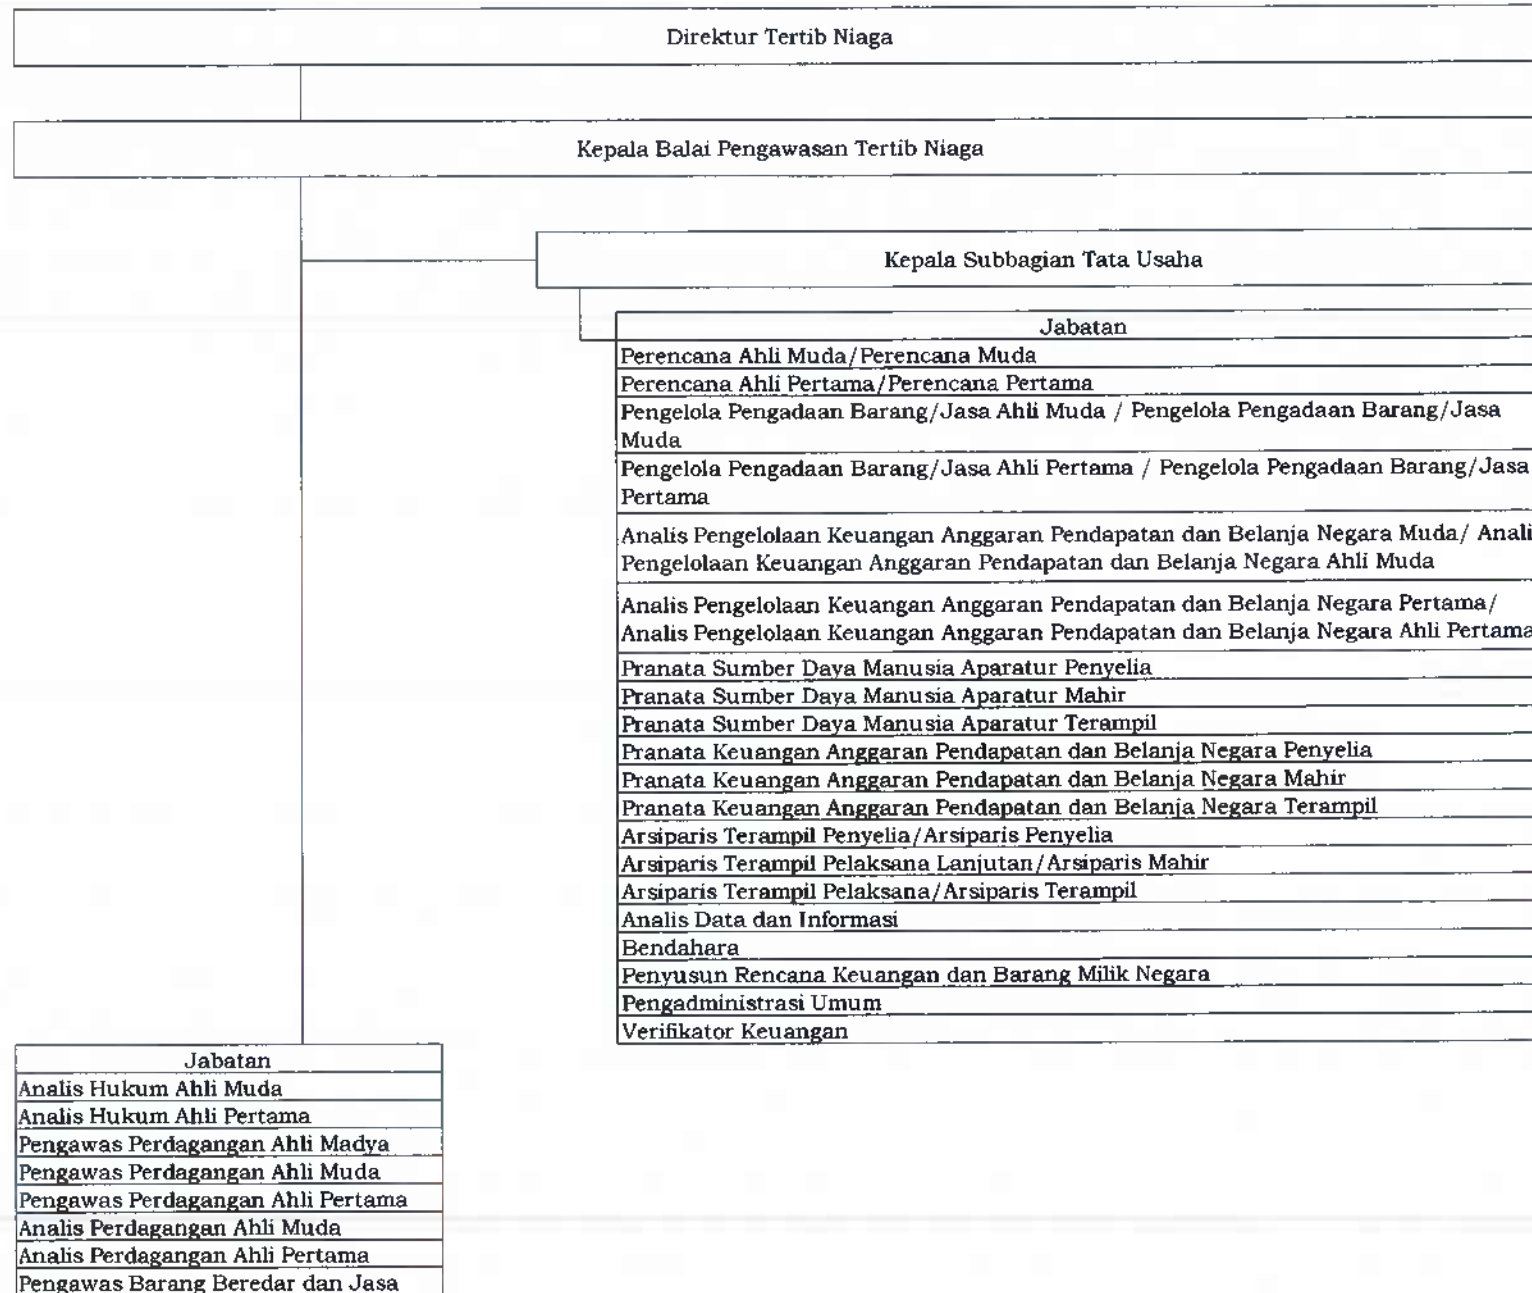 Direktur Tertib Niaga
Kepala Balai Pengawasan Tertib Niaga
Kepala Subbagian Tata Usaha
Jabatan
Perencana Ahli Muda/Perencana Muda
Perencana Ahli Pertama/Perencana Pertama
Pengelola Pengadaan Barang/Jasa Ahli Muda / Pengelola Pengadaan Barang/Jasa
Muda
Pengelola Pengadaan Barang/Jasa Ahli Pertama / Pengelola Pengadaan Barang/Jasa
Pertama
Analis Pengelolaan Keuangan Anggaran Pendapatan dan Belanja Negara Muda/ Anali
Pengelolaan Keuangan Anggaran Pendapatan dan Belanja Negara Ahli Muda
Analis Pengelolaan Keuangan Anggaran Pendapatan dan Belanja Negara Pertama/
Analis Pengelolaan Keuangan Anggaran Pendapatan dan Belanja Negara Ahli Pertama
Pranata Sumber Daya Manusia Aparatur Penyelia
Pranata Sumber Daya Manusia Aparatur Mahir
Pranata Sumber Daya Manusia Aparatur Terampil
Pranata Keuangan Anggaran Pendapatan dan Belanja Negara Penyelia
Pranata Keuangan Anggaran Pendapatan dan Belanja Negara Mahir
Pranata Keuangan Anggaran Pendapatan dan Belanja Negara Terampil
Arsiparis Terampil Penyelia/Arsiparis Penyelia
Arsiparis Terampil Pelaksana Lanjutan/Arsiparis Mahir
Arsiparis Terampil Pelaksana/Arsiparis Terampil
Analis Data dan Informasi
Bendahara
Penyusun Rencana Keuangan dan Barang Milik Negara
Pengadministrasi Umum
Verifikator Keuangan
Jabatan
Analis Hukum Ahli Muda
Analis Hukum Ahli Pertama
Pengawas Perdagangan Ahli Madya
Pengawas Perdagangan Ahli Muda
Pengawas Perdagangan Ahli Pertama
Analis Perdagangan Ahli Muda
Analis Perdagangan Ahli Pertama
Pengawas Barang Beredar dan Jasa